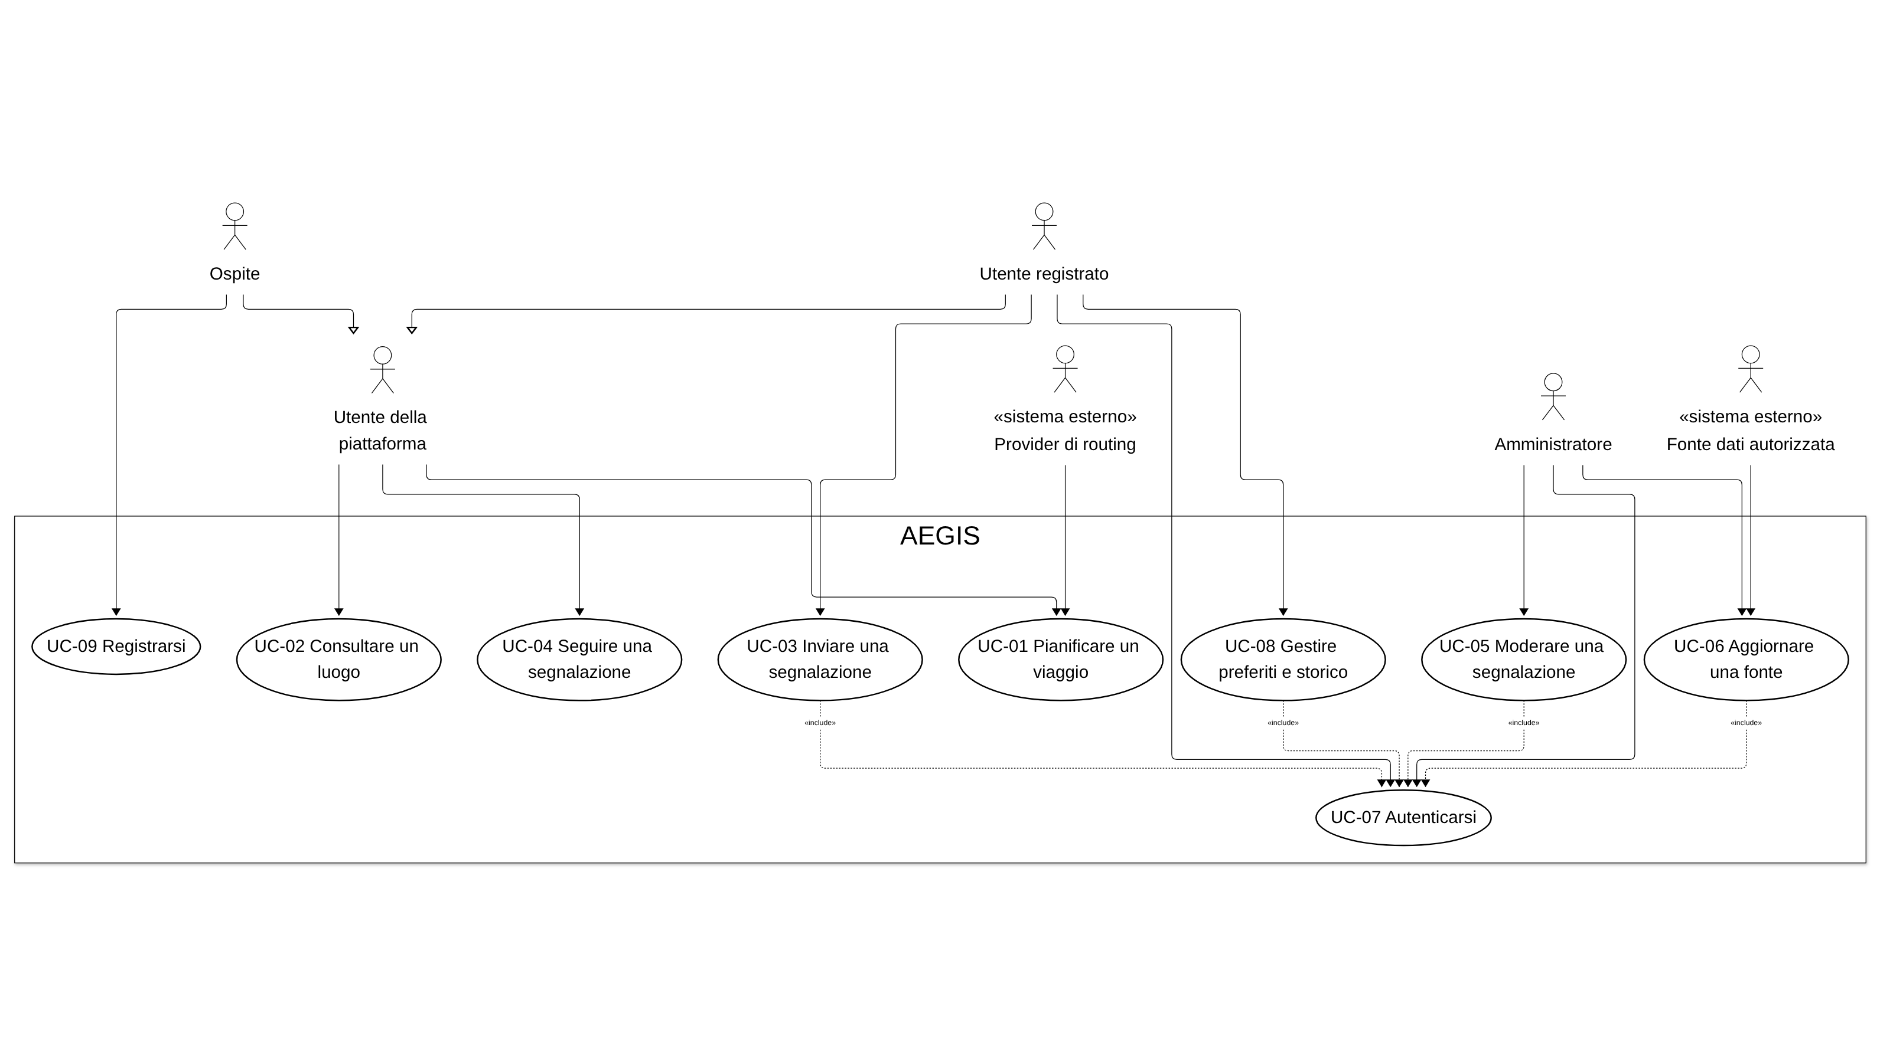 Ospite
Utente registrato
Utente della
piattaforma
«sistema esterno»
Provider di routing
Amministratore
«sistema esterno»
Fonte dati autorizzata
AEGIS
UC-09 Registrarsi
UC-02 Consultare un
luogo
UC-04 Seguire una
segnalazione
UC-03 Inviare una
segnalazione
UC-01 Pianificare un
viaggio
UC-08 Gestire
preferiti e storico
UC-05 Moderare una
segnalazione
UC-06 Aggiornare
una fonte
«include»
«include»
«include»
«include»
UC-07 Autenticarsi